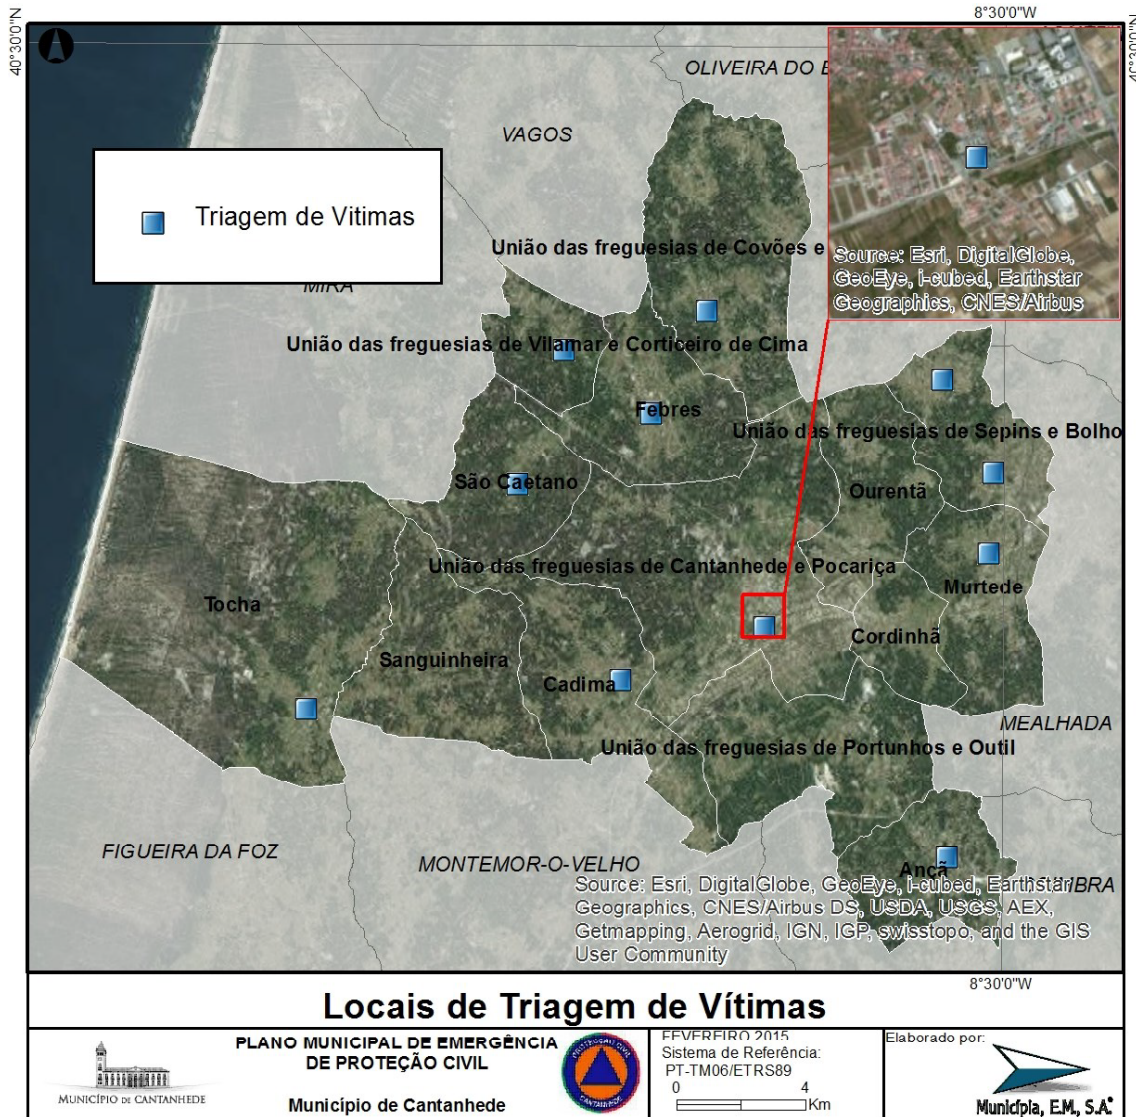 8°30'0"W
40°30'0"N
40°30'0"N
OLIVEIRA DO
VAGOS
Triagem de Vitimas
MIRA
União das freguesias de Covões e
Source: Esri, DigitalGlobe,
GeoEye, i-cubed, Earthstar
Geographics, CNES/Airbus
União das freguesias de Vilamar e Corticeiro de Cima
Febres
União das freguesias de Sepins e Bolho
São Caetano
Ourentã
União das freguesias de Cantanhede e Pocariça
Murtede
Tocha
Cordinhã
Sanguinheira
Cadima
MEALHADA
União das freguesias de Portunhos e Outil
FIGUEIRA DA FOZ
MONTEMOR-O-VELHO
Ançã
Source: Esri, DigitalGlobe, GeoEye, i-cubed, Earthstar
Geographics, CNES/Airbus DS, USDA, USGS, AEX,
Getmapping, Aerogrid, IGN, IGP, swisstopo, and the GIS
User Community
8°30'0"W
Locais de Triagem de Vítimas
MUNICÍPIO DE CANTANHEDE
PLANO MUNICIPAL DE EMERGÊNCIA
DE PROTEÇÃO CIVIL
Município de Cantanhede
CANTANHEDE
FEVEREIRO 2015
Sistema de Referência:
PT-TM06/ETRS89
0 4
Km
Elaborado por:
Municípia, E.M, S.A.